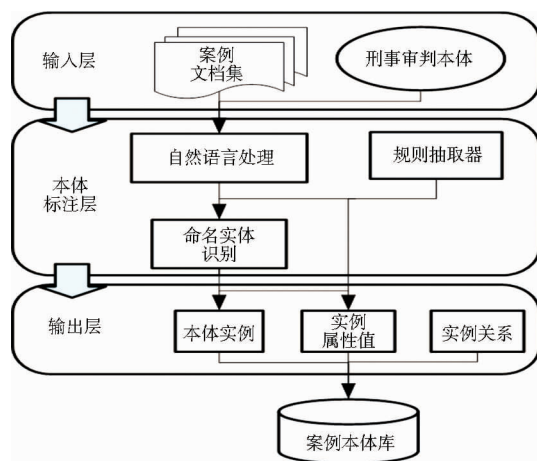 输入层
案例
文档集
刑事审判本体
本体
标注层
自然语言处理
规则抽取器
命名实体
识别
输出层
本体实例
实例
属性值
实例关系
案例本体库